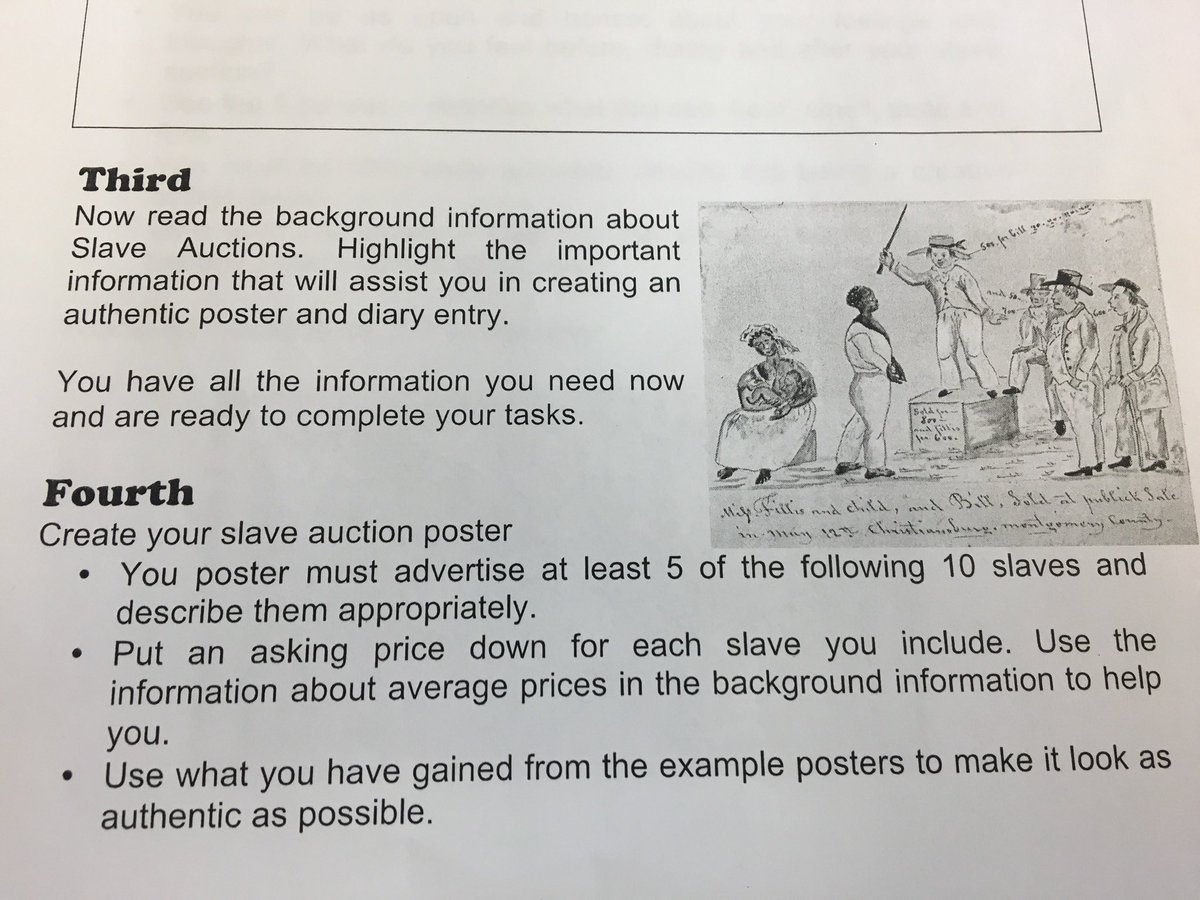 Third
Now read the background information about
Slave Auctions. Highlight the important
information that will assist you in creating an
authentic poster and diary entry.
You have all the information you need now
and are ready to complete your tasks.
Fourth
Create your slave auction poster
• You poster must advertise at least 5 of the following 10 slaves and
describe them appropriately.
• Put an asking price down for each slave you include. Use the
information about average prices in the background information to help
you.
• Use what you have gained from the example posters to make it look as
authentic as possible.
Sold for
800
and fillis
for 600.
Miss Fillis and child, and Bill, Sold at publick Sale
in May 12th Christiansburg, montgomery County.